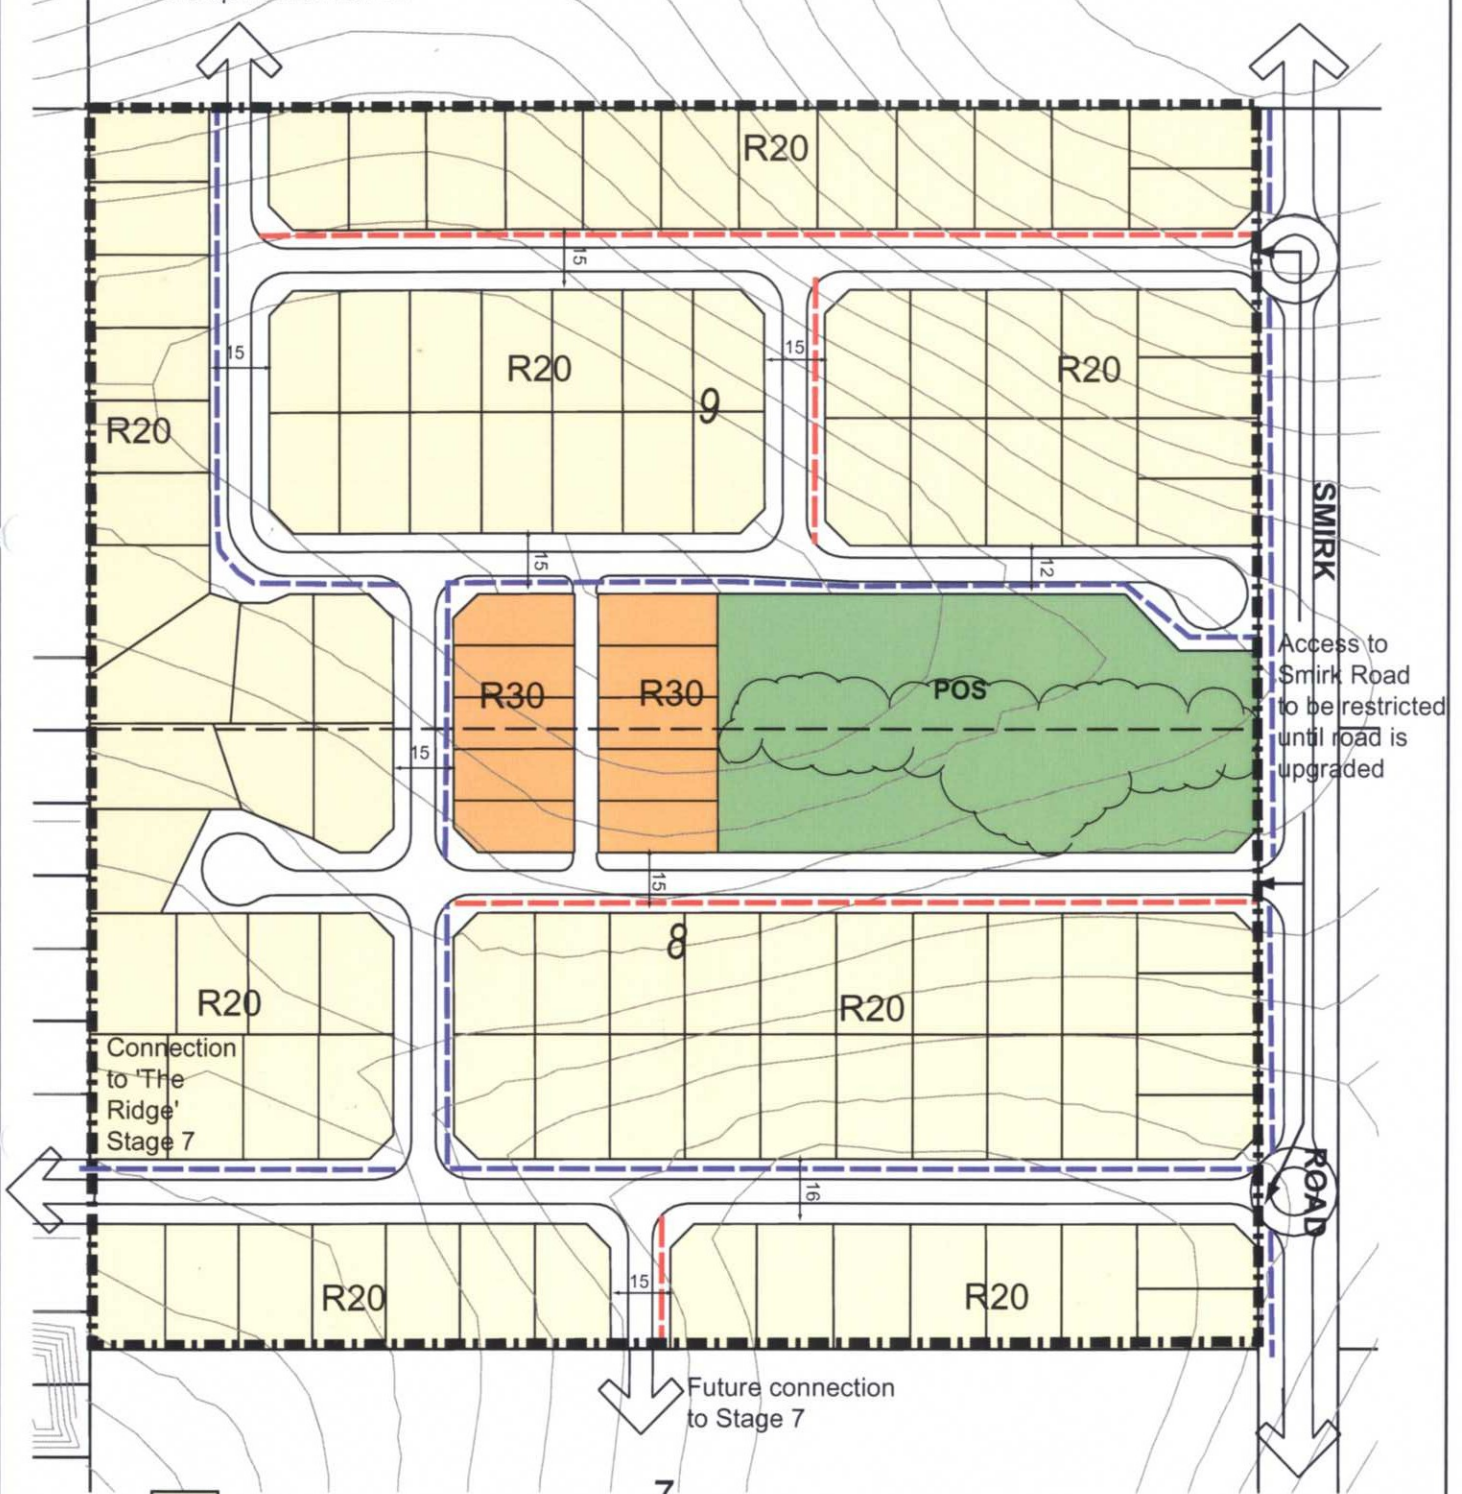 R20
15
15
15
R20
R20
9
R20
SMIRK
15
12
Access to
Smirk Road
to be restricted
until road is
upgraded
POS
R30
R30
15
15
8
R20
R20
Connection
to 'The
Ridge'
Stage 7
ROAD
16
15
R20
R20
Future connection
to Stage 7